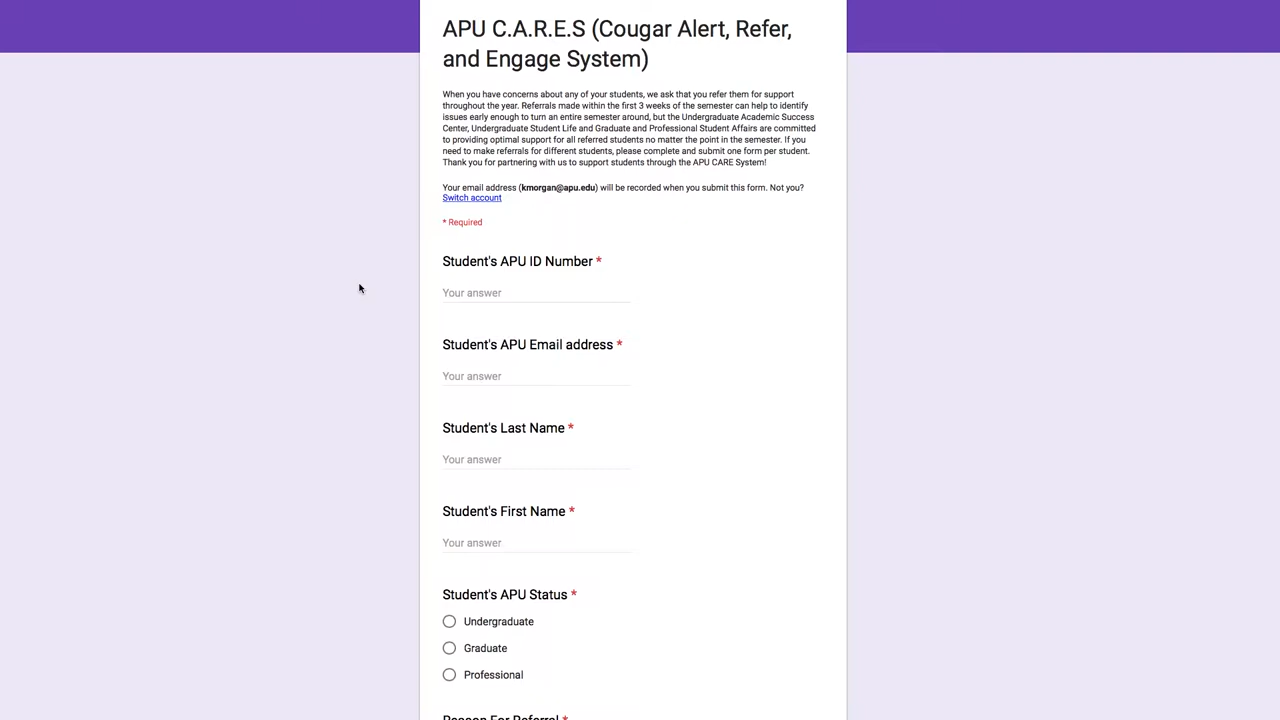 APU C.A.R.E.S (Cougar Alert, Refer,
and Engage System)
When you have concerns about any of your students, we ask that you refer them for support
throughout the year. Referrals made within the first 3 weeks of the semester can help to identify
issues early enough to turn an entire semester around, but the Undergraduate Academic Success
Center, Undergraduate Student Life and Graduate and Professional Student Affairs are committed
to providing optimal support for all referred students no matter the point in the semester. If you
need to make referrals for different students, please complete and submit one form per student.
Thank you for partnering with us to support students through the APU CARE System!
Your email address (kmorgan@apu.edu) will be recorded when you submit this form. Not you?
Switch account
* Required
Student's APU ID Number *
Your answer
Student's APU Email address *
Your answer
Student's Last Name *
Your answer
Student's First Name *
Your answer
Student's APU Status *
Undergraduate
Graduate
Professional
Reason For Referral *